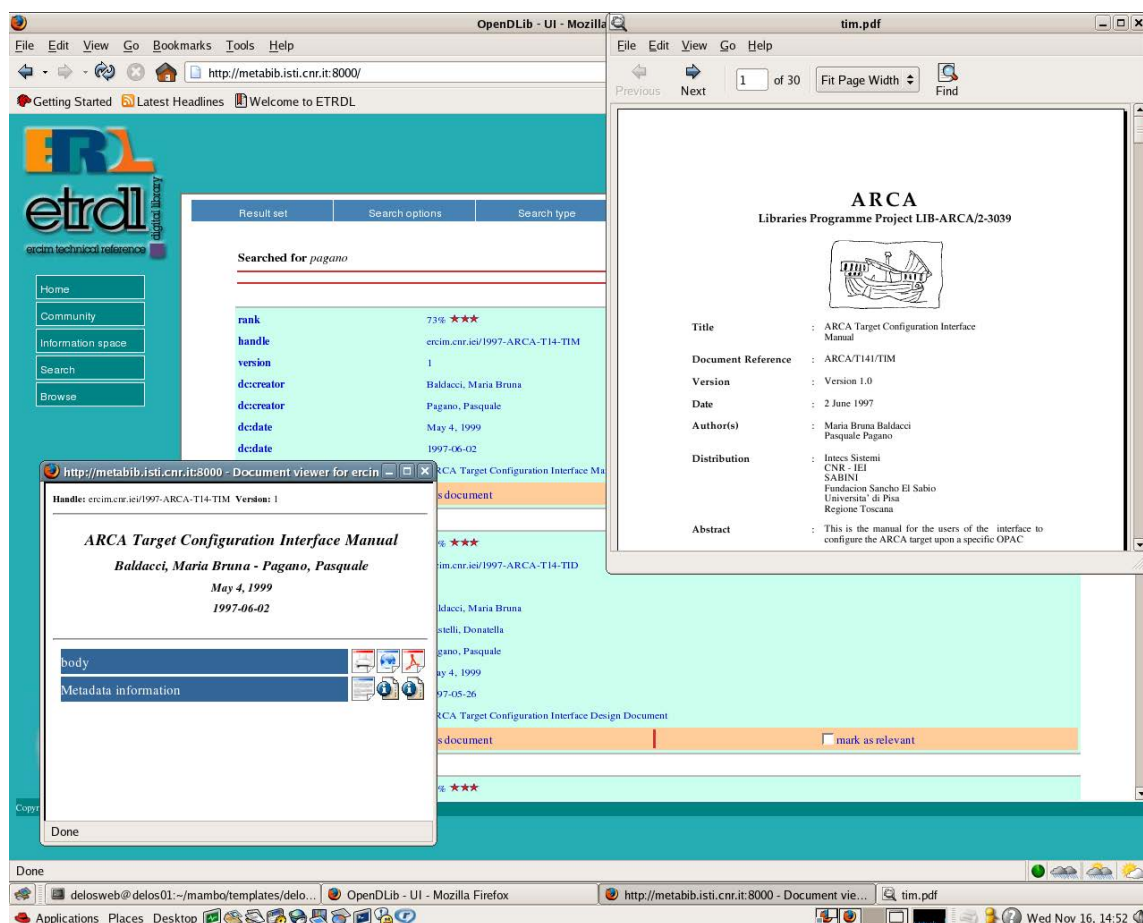 OpenDLib - UI - Mozilla
File Edit View Go Bookmarks Tools Help
http://metabib.isti.cnr.it:8000/
Getting Started Latest Headlines Welcome to ETRDL
ERL
etrdl
digital library
ercim technical reference
Home
Community
Information space
Search
Browse
Result set Search options Search type
Searched for pagano
rank 73%
handle ercim.cnr.iei/1997-ARCA-T14-TIM
version 1
dc:creator Baldacci, Maria Bruna
dc:creator Pagano, Pasquale
dc:date May 4, 1999
dc:date 1997-06-02
RCA Target Configuration Interface Ma
s document
%
im.cnr.iei/1997-ARCA-T14-TID
ldacci, Maria Bruna
stelli, Donatella
gano, Pasquale
ay 4, 1999
97-05-26
RCA Target Configuration Interface Design Document
s document mark as relevant
%
Copyr
Done
tim.pdf
File Edit View Go Help
Previous Next 1 of 30 Fit Page Width Find
ARCA
Libraries Programme Project LIB-ARCA/2-3039
Title : ARCA Target Configuration Interface
Manual
Document Reference : ARCA/T141/TIM
Version : Version 1.0
Date : 2 June 1997
Author(s) : Maria Bruna Baldacci
Pasquale Pagano
Distribution : Intecs Sistemi
CNR - IEI
SABINI
Fundacion Sancho El Sabio
Universita' di Pisa
Regione Toscana
Abstract : This is the manual for the users of the interface to
configure the ARCA target upon a specific OPAC
http://metabib.isti.cnr.it:8000 - Document viewer for ercin
Handle: ercim.cnr.iei/1997-ARCA-T14-TIM Version: 1
ARCA Target Configuration Interface Manual
Baldacci, Maria Bruna - Pagano, Pasquale
May 4, 1999
1997-06-02
body
Metadata information
Done
delosweb@delos01:~/mambo/templates/delo... OpenDLib - UI - Mozilla Firefox http://metabib.isti.cnr.it:8000 - Document vie... tim.pdf
Applications Places Desktop Wed Nov 16, 14:52